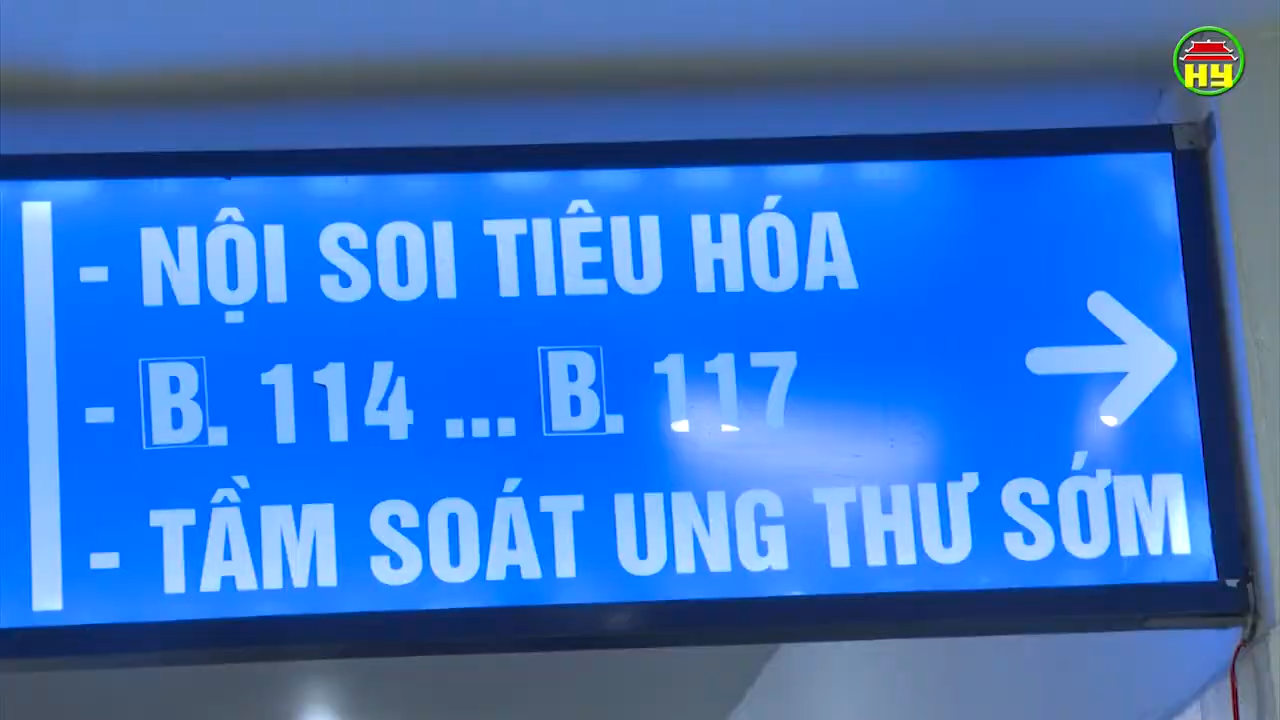 HY
- NỘI SOI TIÊU HÓA
- B. 114 ... B. 117
- TẦM SOÁT UNG THƯ SỚM